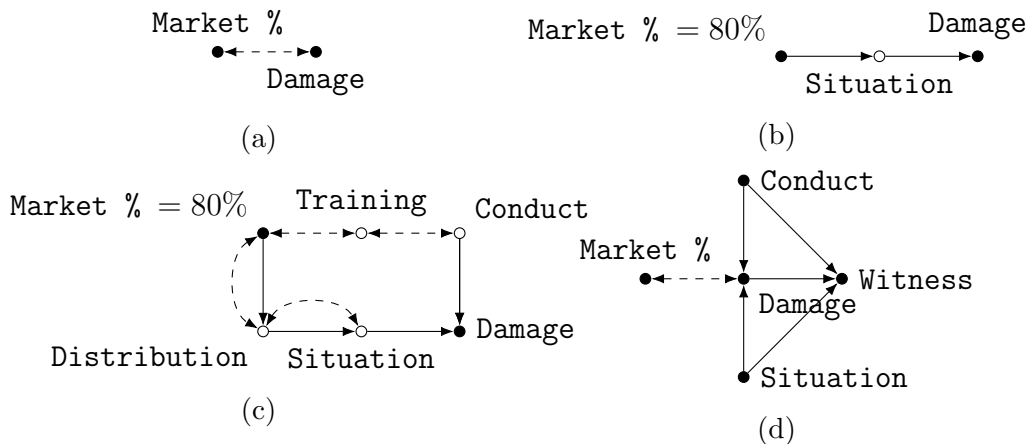 Market %
Damage
(a)
Market % = 80%
Damage
Situation
(b)
Market % = 80%
Training
Conduct
Distribution
Situation
Damage
(c)
Conduct
Market %
Damage
Witness
Situation
(d)